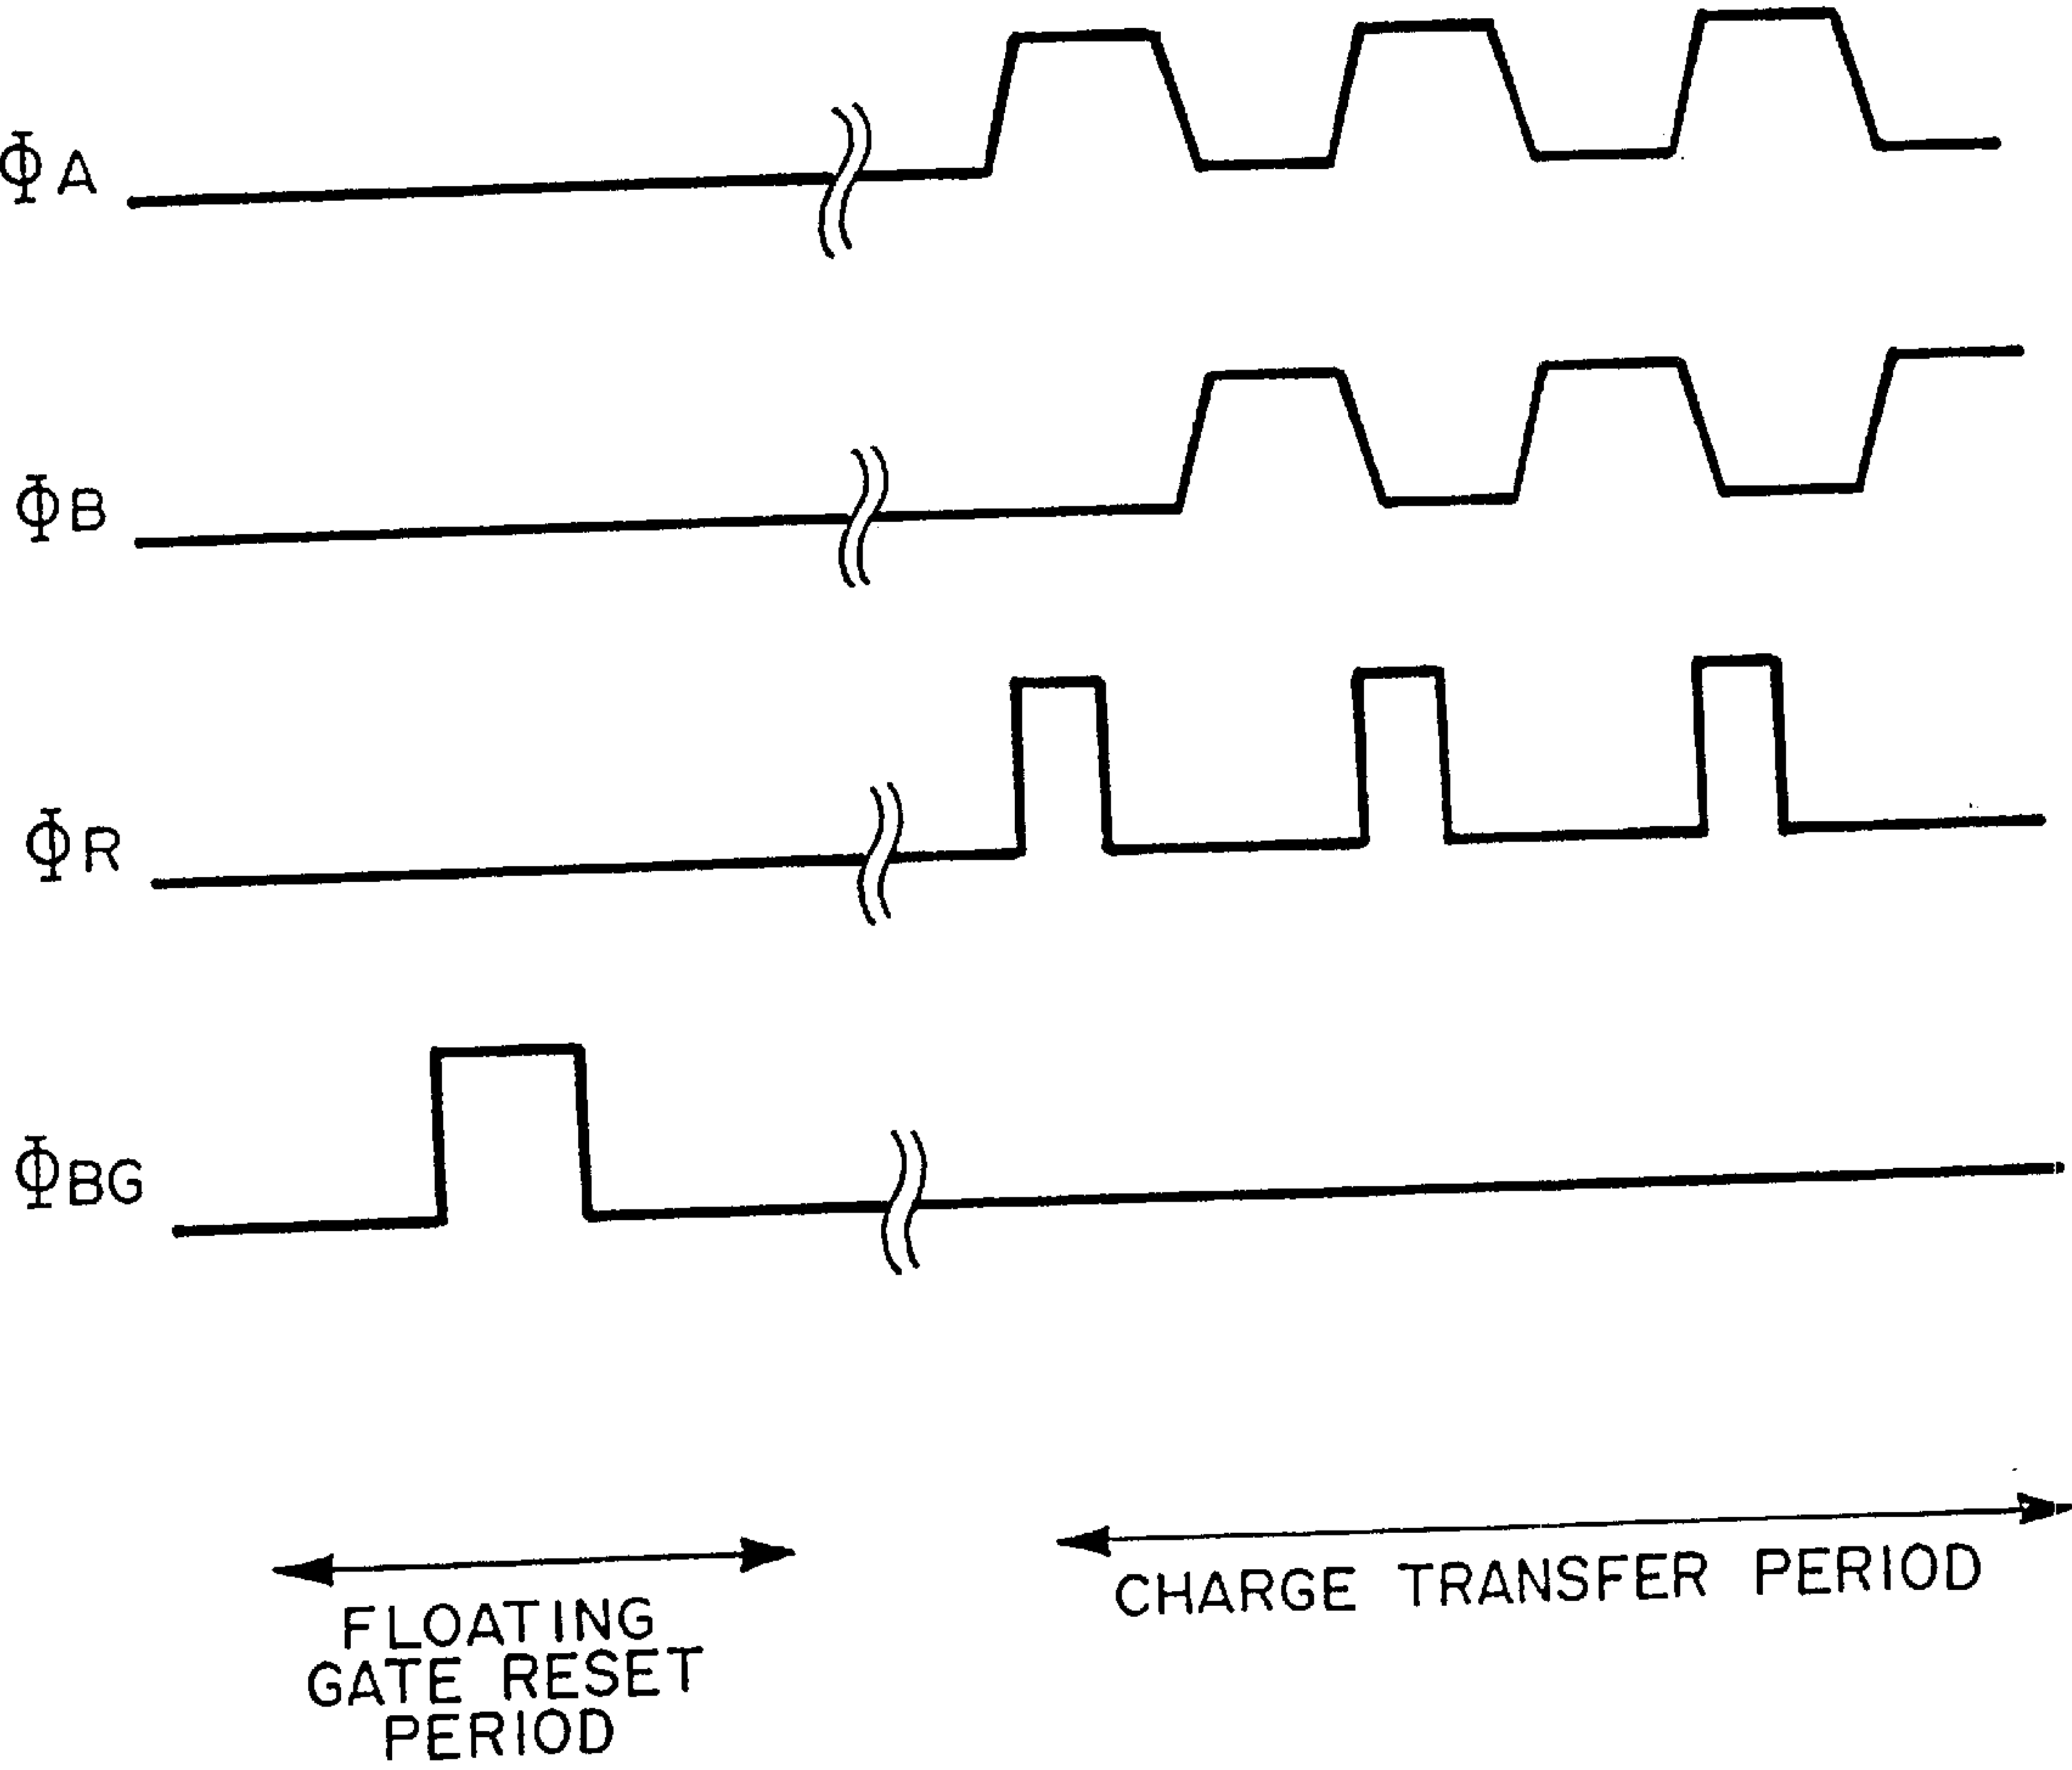 ΦA
ΦB
ΦR
ΦBG
FLOATING
GATE RESET
PERIOD
CHARGE TRANSFER PERIOD